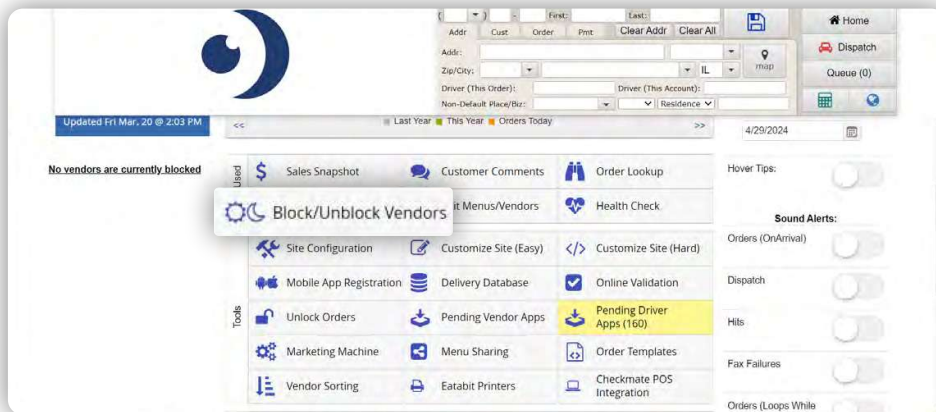 ( ) - First: Last:
Addr Cust Order Pmt Clear Addr Clear All
Addr:
map
Zip/City: IL
Driver (This Order): Driver (This Account):
Non-Default Place/Biz: Residence
Home
Dispatch
Queue (0)
Updated Fri Mar. 20 @ 2:03 PM
<< Last Year This Year Orders Today >>
4/29/2024
No vendors are currently blocked
Used
Sales Snapshot
Customer Comments
Order Lookup
Block/Unblock Vendors
it Menus/Vendors
Health Check
Tools
Site Configuration
Customize Site (Easy)
</> Customize Site (Hard)
Mobile App Registration
Delivery Database
Online Validation
Unlock Orders
Pending Vendor Apps
Pending Driver
Apps (160)
Marketing Machine
Menu Sharing
Order Templates
Vendor Sorting
Eatabit Printers
Checkmate POS
Integration
Hover Tips:
Sound Alerts:
Orders (OnArrival)
Dispatch
Hits
Fax Failures
Orders (Loops While